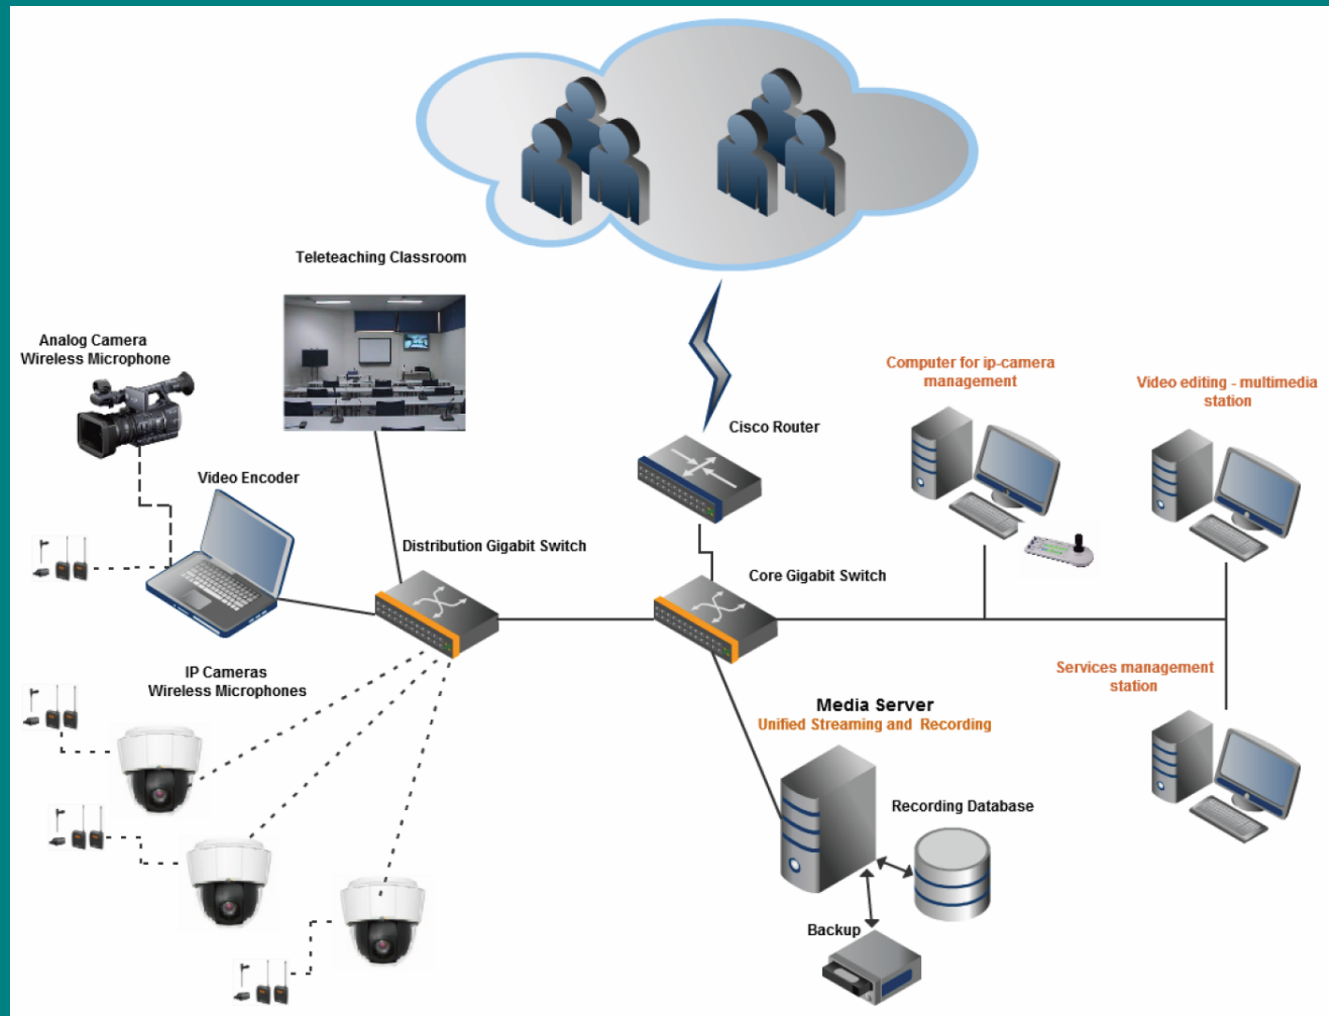 Teleteaching Classroom
Analog Camera
Wireless Microphone
Computer for ip-camera
management
Video editing - multimedia
station
Cisco Router
Video Encoder
Distribution Gigabit Switch
Core Gigabit Switch
IP Cameras
Wireless Microphones
Services management
station
Media Server
Unified Streaming and Recording
Recording Database
Backup